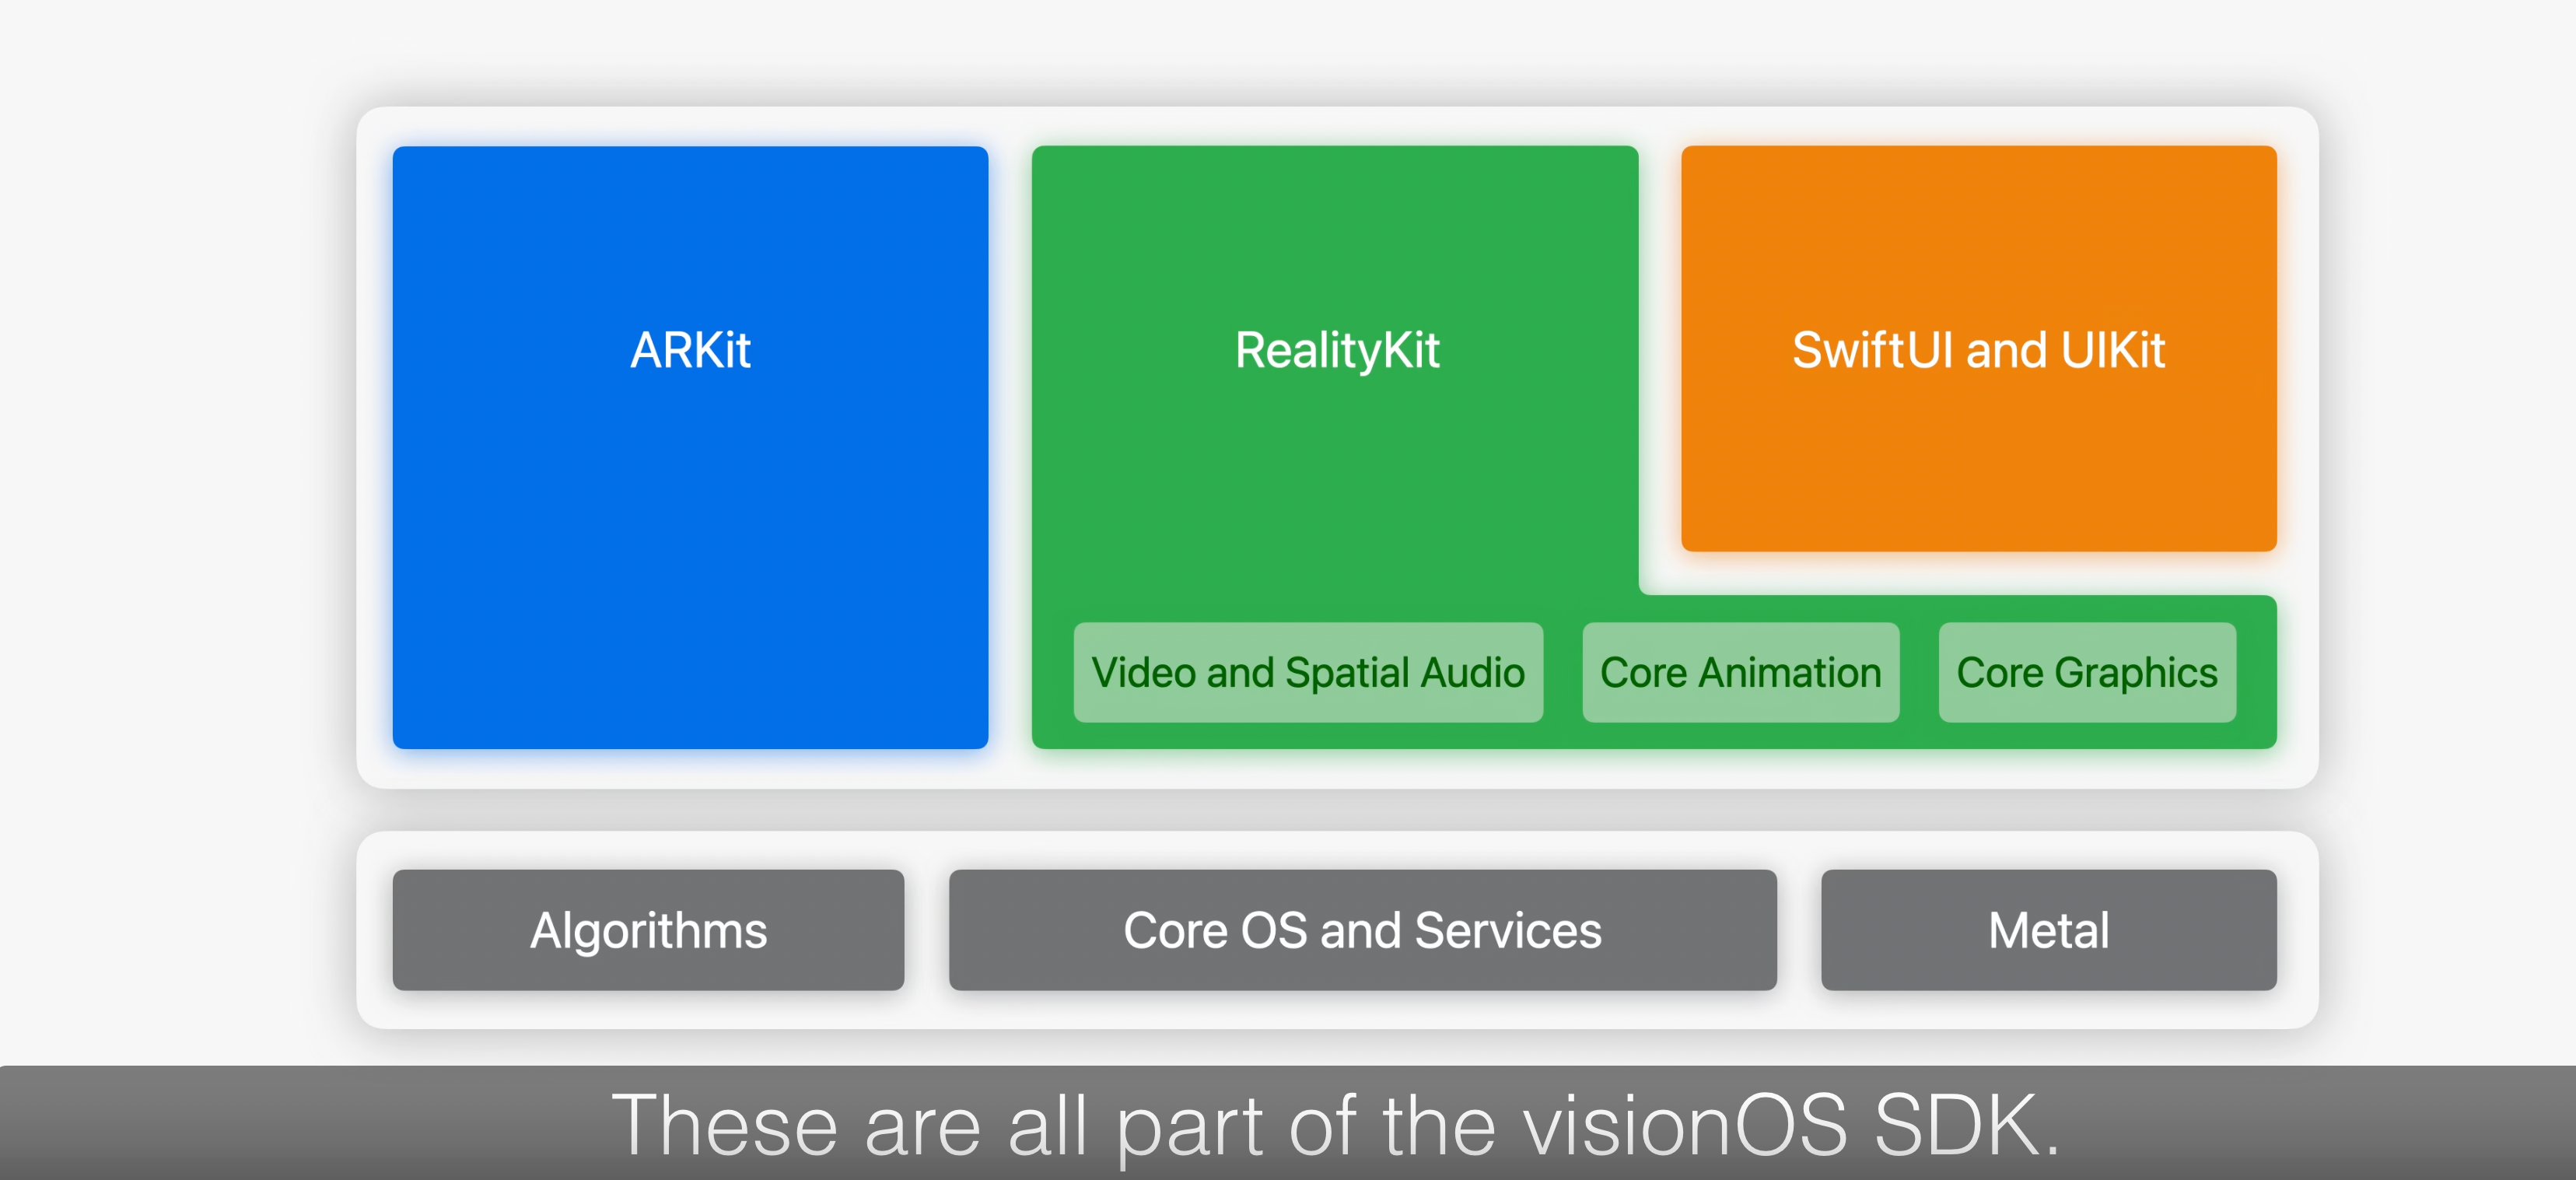 ARKit
RealityKit
SwiftUI and UIKit
Video and Spatial Audio
Core Animation
Core Graphics
Algorithms
Core OS and Services
Metal
These are all part of the visionOS SDK.